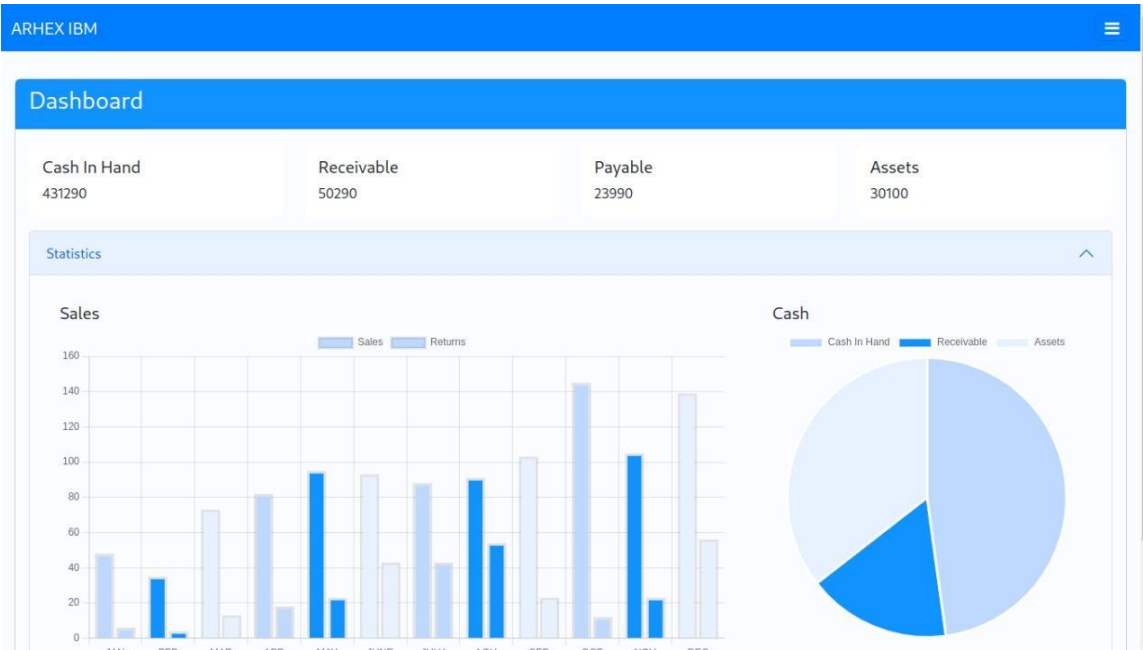 ARHEX IBM
Dashboard
Cash In Hand
431290
Receivable
50290
Payable
23990
Assets
30100
Statistics
Sales
Sales Returns
160
140
120
100
80
60
40
20
0
Cash
Cash In Hand Receivable Assets